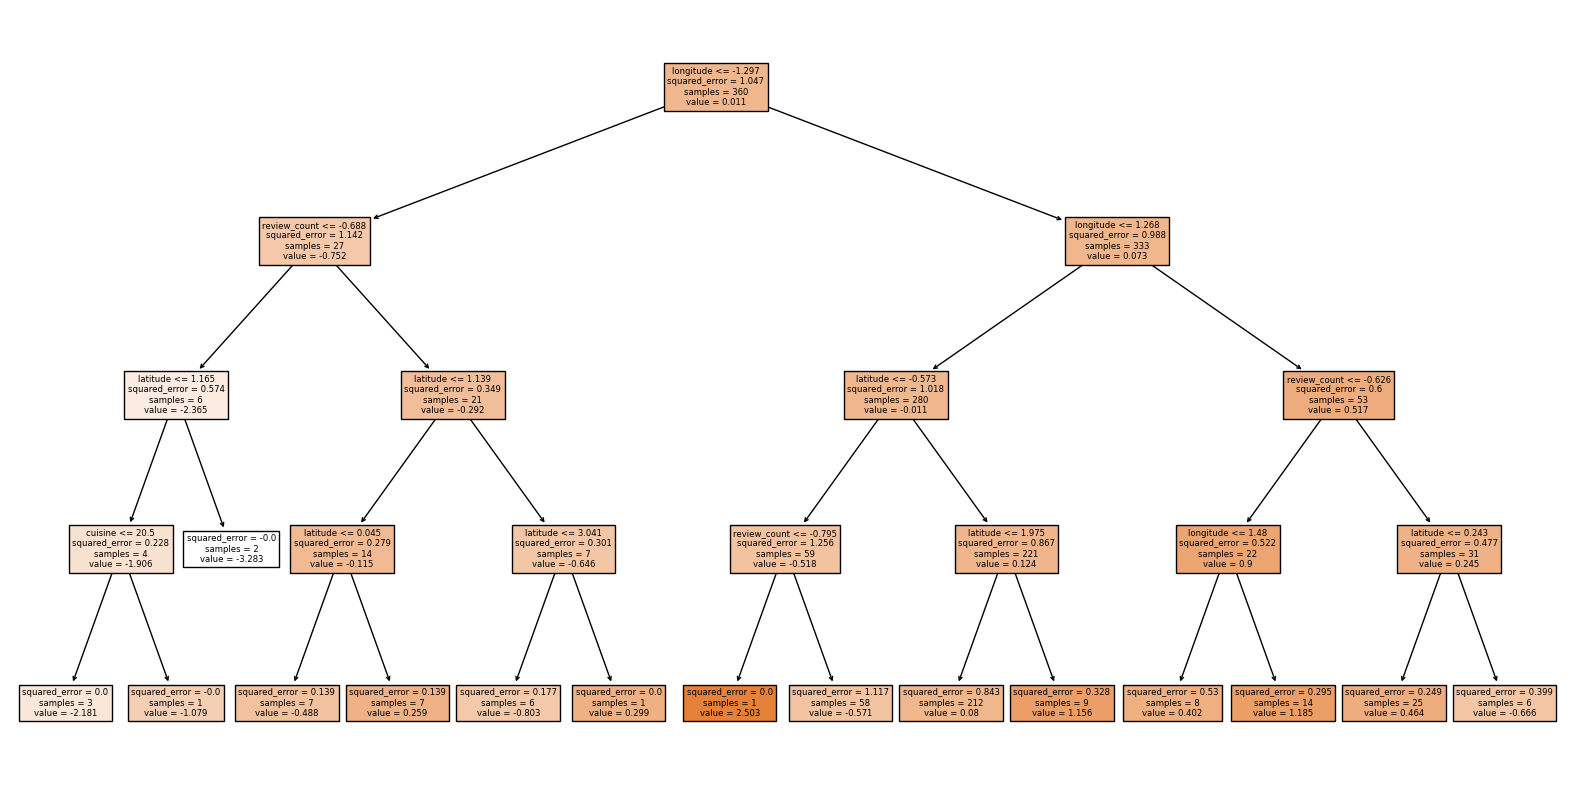 longitude <= -1.297
squared_error = 1.047
samples = 360
value = 0.011
review_count <= -0.688
squared_error = 1.142
samples = 27
value = -0.752
longitude <= 1.268
squared_error = 0.988
samples = 333
value = 0.073
latitude <= 1.165
squared_error = 0.574
samples = 6
value = -2.365
latitude <= 1.139
squared_error = 0.349
samples = 21
value = -0.292
latitude <= -0.573
squared_error = 1.018
samples = 280
value = -0.011
review_count <= -0.626
squared_error = 0.6
samples = 53
value = 0.517
cuisine <= 20.5
squared_error = 0.228
samples = 4
value = -1.906
squared_error = -0.0
samples = 2
value = -3.283
latitude <= 0.045
squared_error = 0.279
samples = 14
value = -0.115
latitude <= 3.041
squared_error = 0.301
samples = 7
value = -0.646
review_count <= -0.795
squared_error = 1.256
samples = 59
value = -0.518
latitude <= 1.975
squared_error = 0.867
samples = 221
value = 0.124
longitude <= 1.48
squared_error = 0.522
samples = 22
value = 0.9
latitude <= 0.243
squared_error = 0.477
samples = 31
value = 0.245
squared_error = 0.0
samples = 3
value = -2.181
squared_error = -0.0
samples = 1
value = -1.079
squared_error = 0.139
samples = 7
value = -0.488
squared_error = 0.139
samples = 7
value = 0.259
squared_error = 0.177
samples = 6
value = -0.803
squared_error = 0.0
samples = 1
value = 0.299
squared_error = 0.0
samples = 1
value = 2.503
squared_error = 1.117
samples = 58
value = -0.571
squared_error = 0.843
samples = 212
value = 0.08
squared_error = 0.328
samples = 9
value = 1.156
squared_error = 0.53
samples = 8
value = 0.402
squared_error = 0.295
samples = 14
value = 1.185
squared_error = 0.249
samples = 25
value = 0.464
squared_error = 0.399
samples = 6
value = -0.666